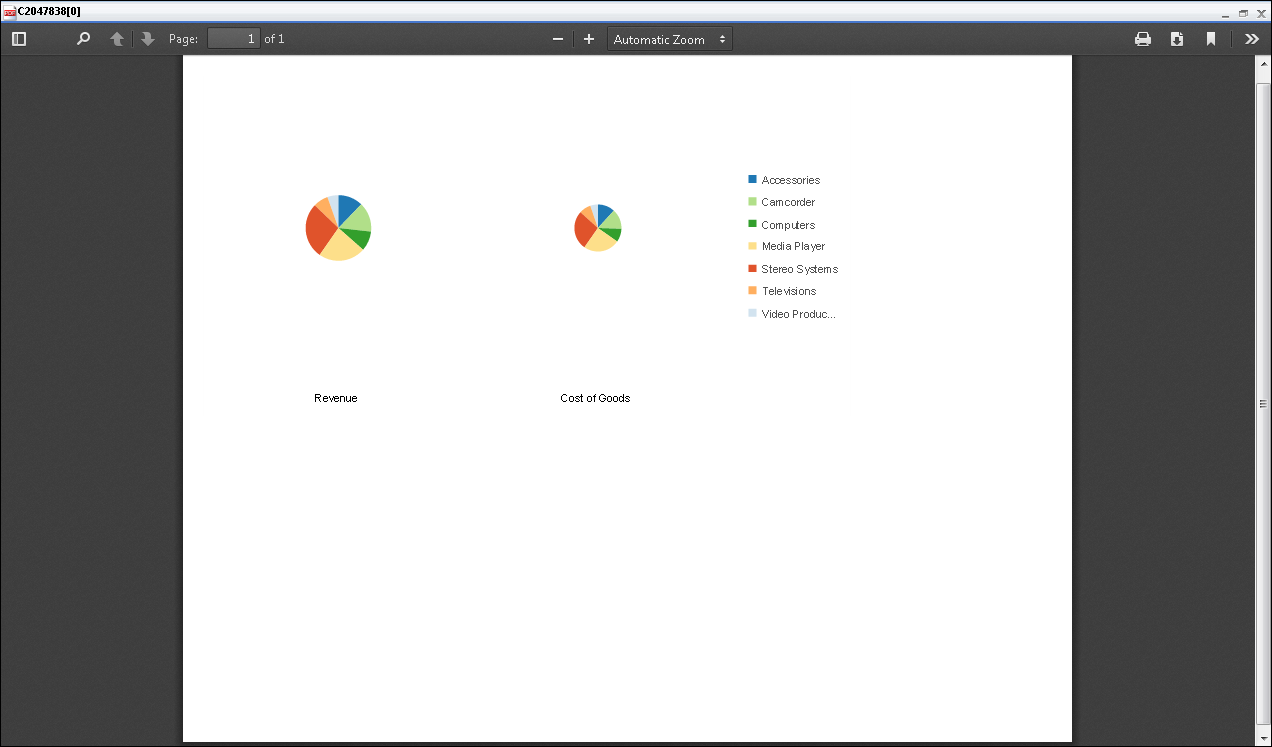 C2047838[0]
Page: 1 of 1 Automatic Zoom
Accessories
Camcorder
Computers
Media Player
Stereo Systems
Televisions
Video Produc...
Revenue Cost of Goods